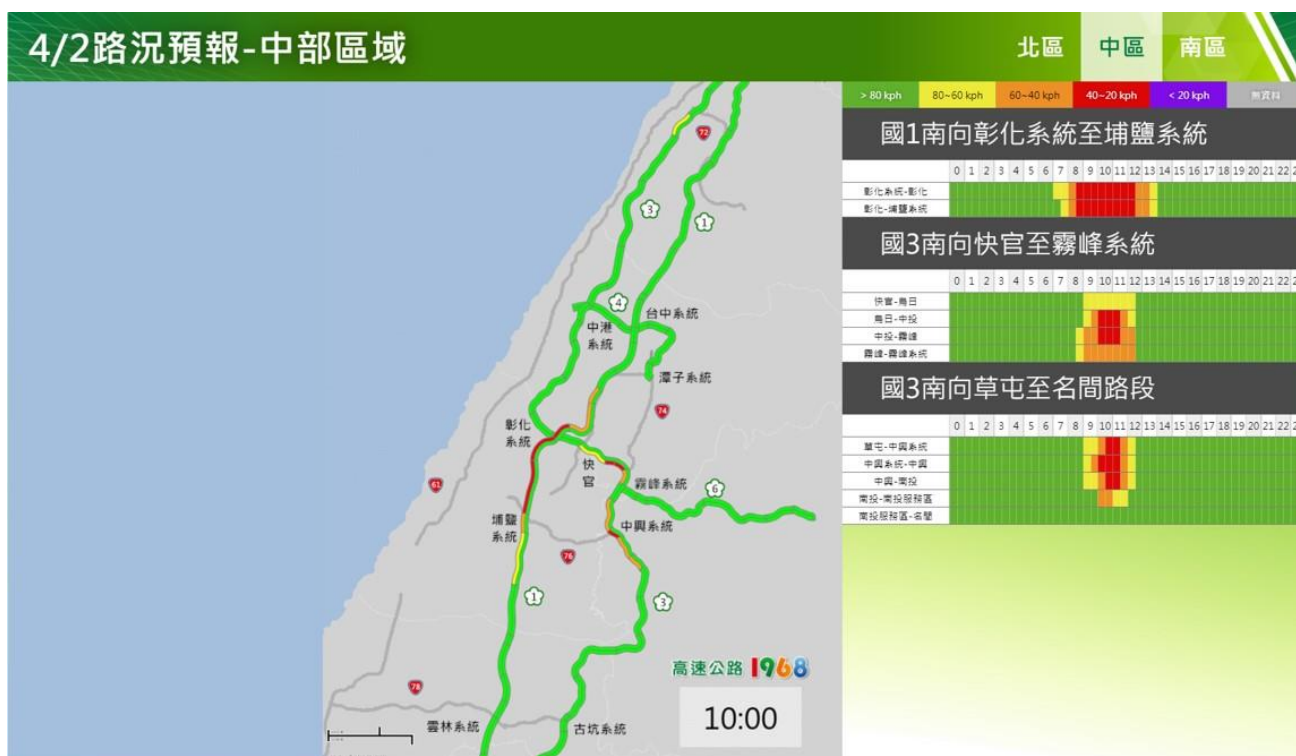 4/2路況預報-中部區域
北區 中區 南區
> 80 kph 80~60 kph 60~40 kph 40~20 kph < 20 kph 無資料
國1南向彰化系統至埔鹽系統
0 1 2 3 4 5 6 7 8 9 10 11 12 13 14 15 16 17 18 19 20 21 22
彰化系統-彰化
彰化-埔鹽系統
國3南向快官至霧峰系統
0 1 2 3 4 5 6 7 8 9 10 11 12 13 14 15 16 17 18 19 20 21 22
快官-烏日
烏日-中投
中投-霧峰
霧峰-霧峰系統
國3南向草屯至名間路段
0 1 2 3 4 5 6 7 8 9 10 11 12 13 14 15 16 17 18 19 20 21 22
草屯-中興系統
中興系統-中興
中興-南投
南投-南投服務區
南投服務區-名間
72
3
1
4
台中系統
中港
系統
潭子系統
74
彰化
系統
快
官
61
霧峰系統
6
埔鹽
系統
中興系統
76
1
3
高速公路 1968
78
10:00
雲林系統
古坑系統